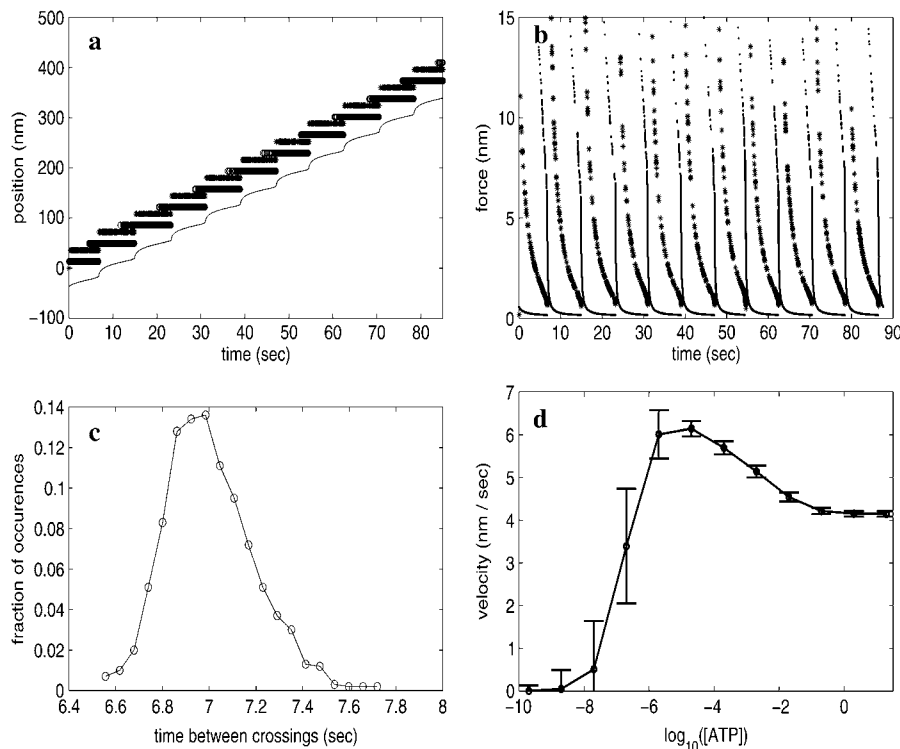 a
500
400
300
200
100
0
−100
position (nm)
0 10 20 30 40 50 60 70 80
time (sec)
b
15
10
5
0
force (nm)
0 10 20 30 40 50 60 70 80 90
time (sec)
c
0.14
0.12
0.10
0.08
0.06
0.04
0.02
0
fraction of occurences
6.4 6.6 6.8 7 7.2 7.4 7.6 7.8 8
time between crossings (sec)
d
7
6
5
4
3
2
1
0
velocity (nm / sec)
−10 −8 −6 −4 −2 0
log10([ATP])